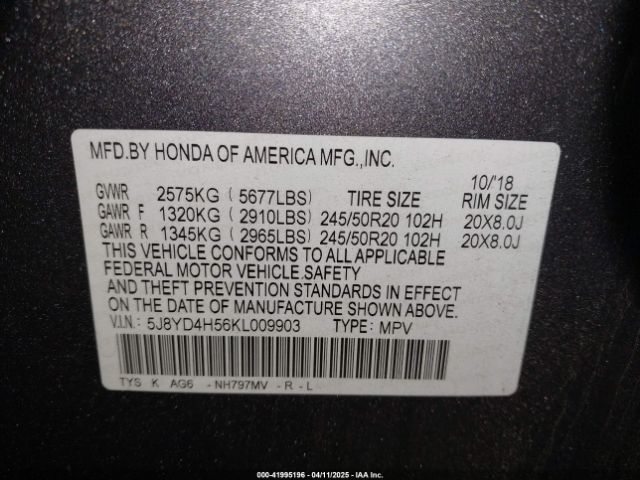 MFD.BY HONDA OF AMERICA MFG.,INC.
10/'18
GVWR 2575KG ( 5677LBS) TIRE SIZE RIM SIZE
GAWR F 1320KG ( 2910LBS) 245/50R20 102H 20X8.0J
GAWR R 1345KG ( 2965LBS) 245/50R20 102H 20X8.0J
THIS VEHICLE CONFORMS TO ALL APPLICABLE
FEDERAL MOTOR VEHICLE.SAFETY
AND THEFT PREVENTION STANDARDS IN EFFECT
ON THE DATE OF MANUFACTURE SHOWN ABOVE.
V.I.N.: 5J8YD4H56KL009903 TYPE: MPV
TYS K AG6 -NH797MV -R -L
000-41995196 - 04/11/2025 - IAA Inc.